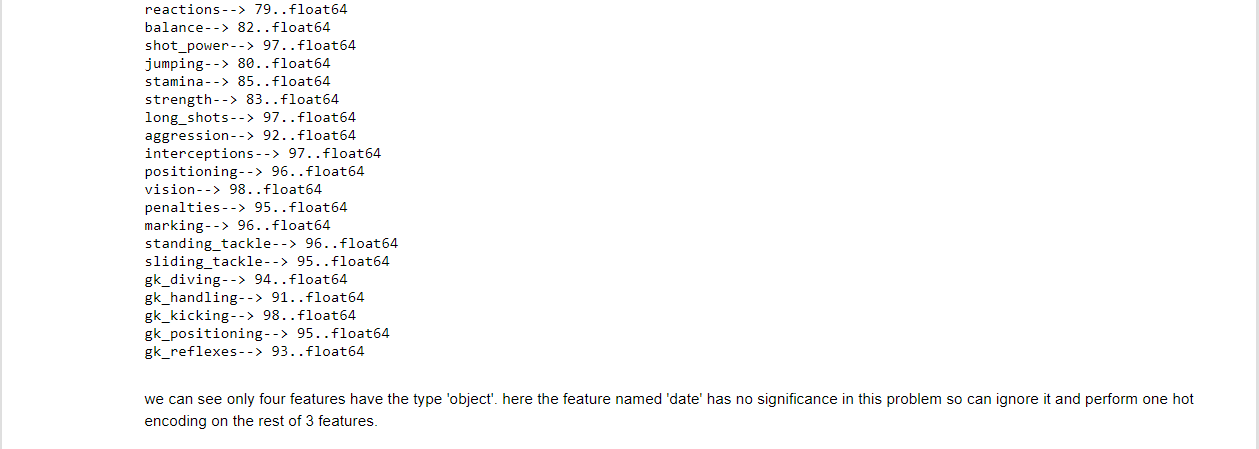 reactions--> 79..float64
balance--> 82..float64
shot_power--> 97..float64
jumping--> 80..float64
stamina--> 85..float64
strength--> 83..float64
long_shots--> 97..float64
aggression--> 92..float64
interceptions--> 97..float64
positioning--> 96..float64
vision--> 98..float64
penalties--> 95..float64
marking--> 96..float64
standing_tackle--> 96..float64
sliding_tackle--> 95..float64
gk_diving--> 94..float64
gk_handling--> 91..float64
gk_kicking--> 98..float64
gk_positioning--> 95..float64
gk_reflexes--> 93..float64
we can see only four features have the type 'object'. here the feature named 'date' has no significance in this problem so can ignore it and perform one hot
encoding on the rest of 3 features.